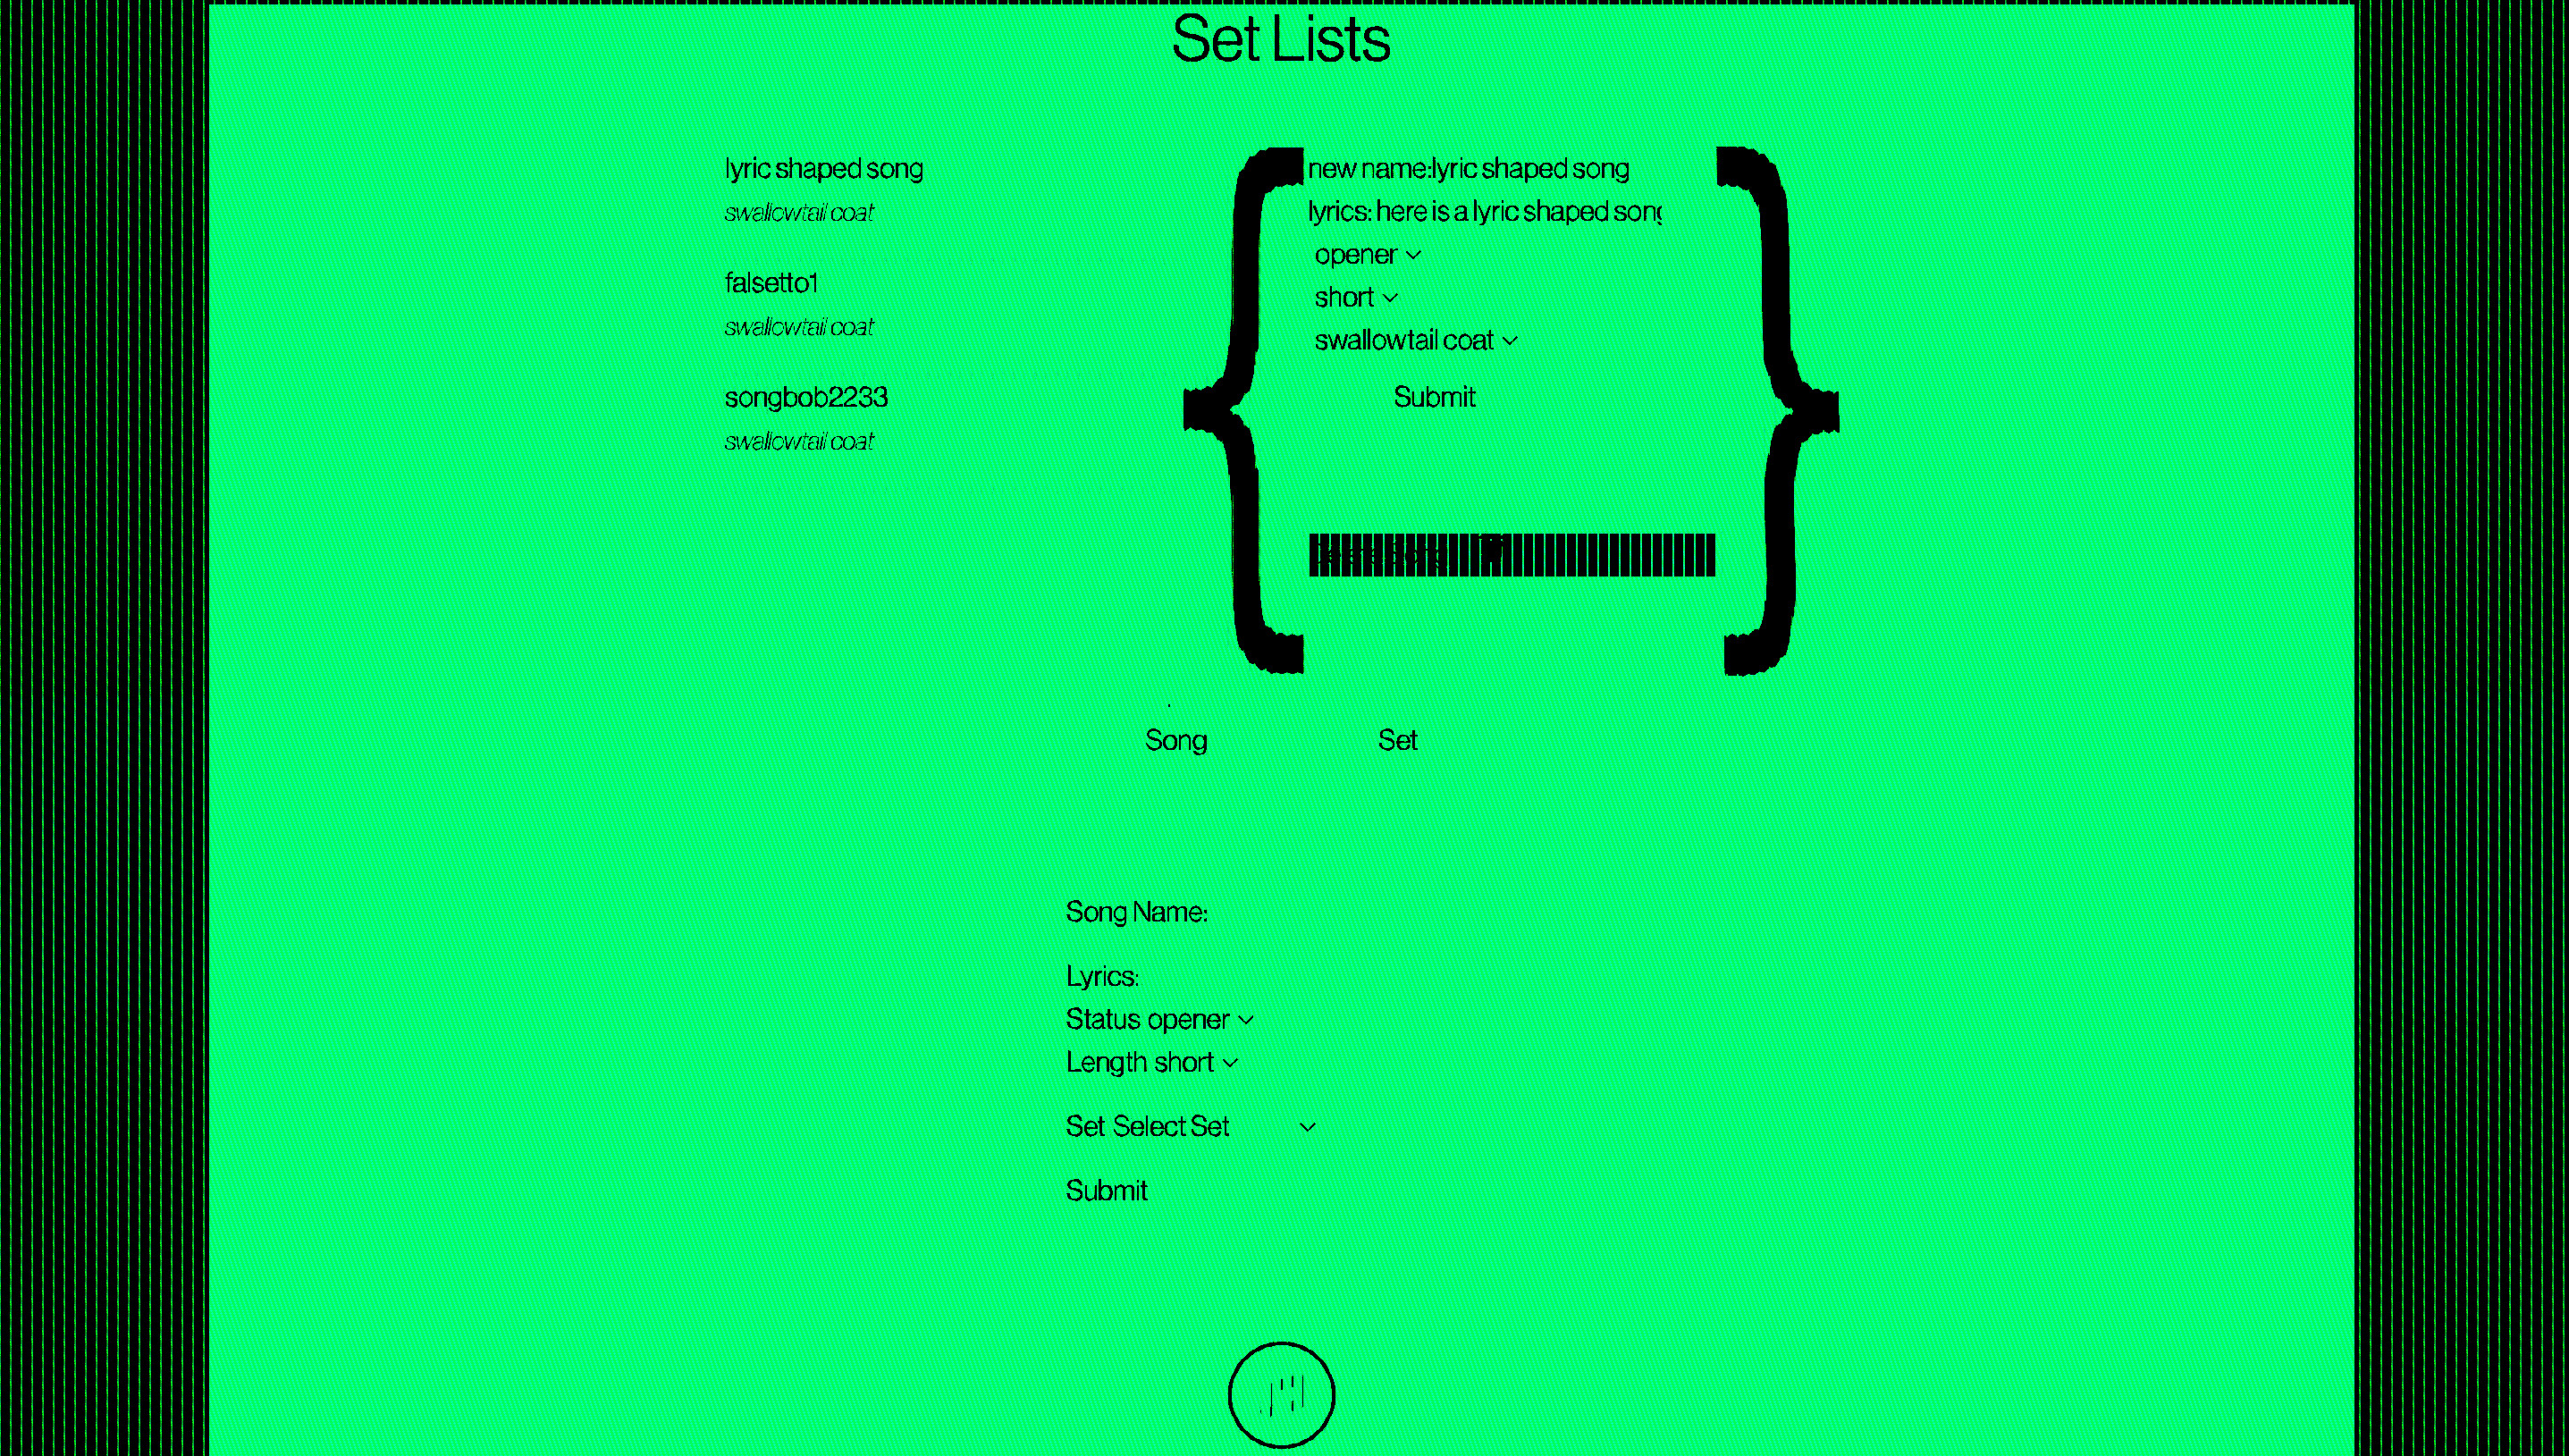 Set Lists
lyric shaped song
swallowtail coat
falsetto1
swallowtail coat
songbob2233
swallowtail coat
new name:lyric shaped song
lyrics: here is a lyric shaped song
opener
short
swallowtail coat
Submit
Song Set
Song Name:
Lyrics:
Status opener
Length short
Set Select Set
Submit